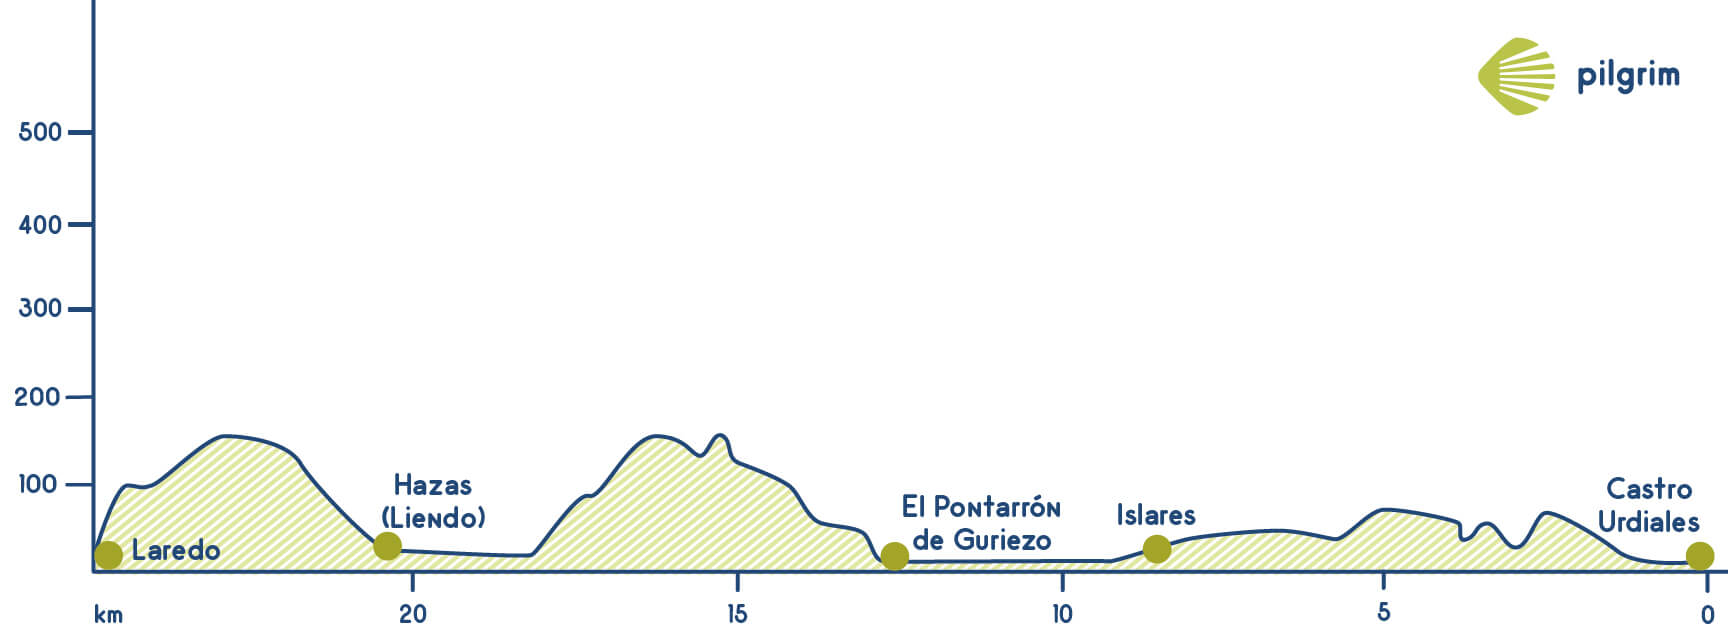 pilgrim
500
400
300
200
100
Hazas
(Liendo)
Laredo
El Pontarrón
de Guriezo
Islares
Castro
Urdiales
km
20
15
10
5
0